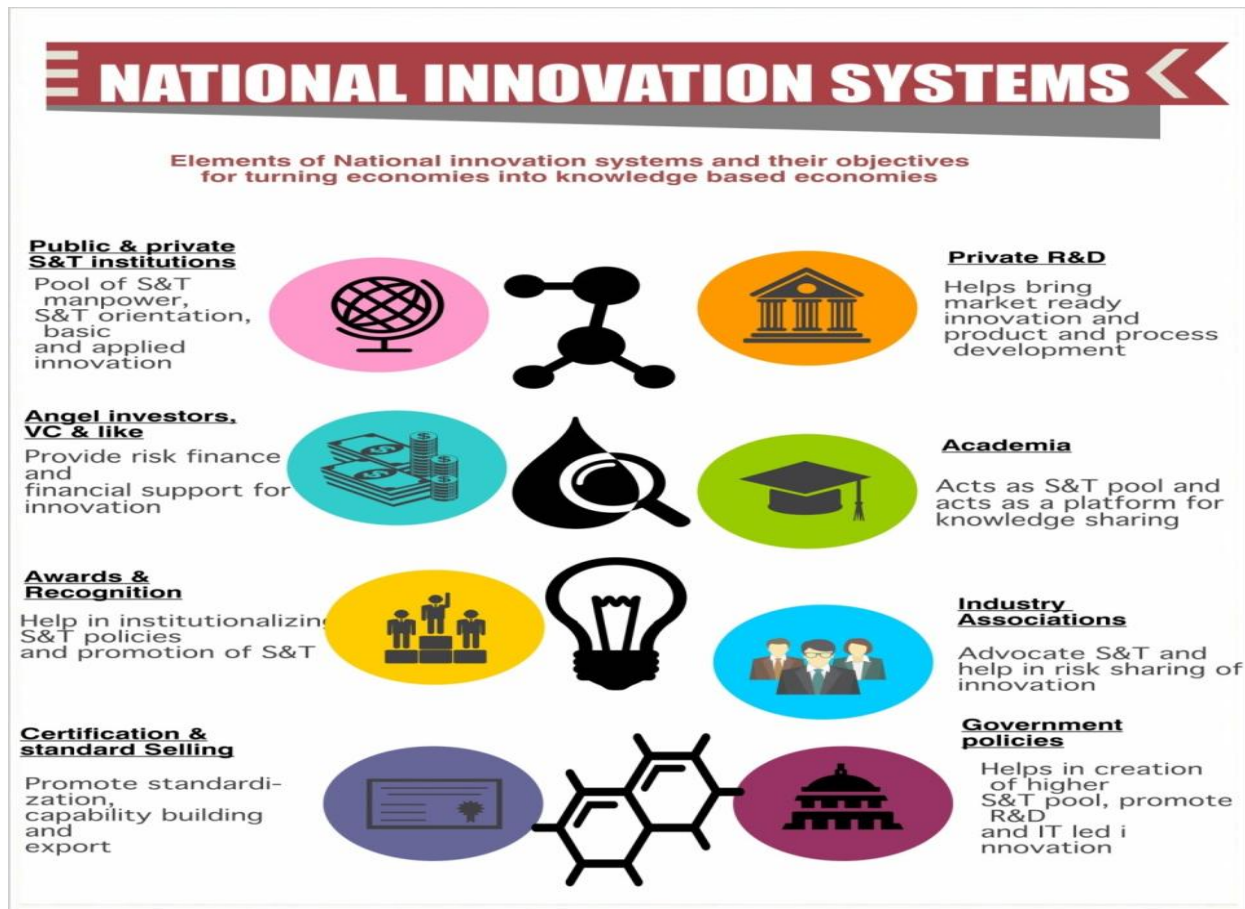 NATIONAL INNOVATION SYSTEMS
Elements of National innovation systems and their objectives
for turning economies into knowledge based economies
Public & private
S&T institutions
Pool of S&T
manpower,
S&T orientation,
basic
and applied
innovation
Private R&D
Helps bring
market ready
innovation and
product and process
development
Angel investors,
VC & like
Provide risk finance
and
financial support for
innovation
Academia
Acts as S&T pool and
acts as a platform for
knowledge sharing
Awards &
Recognition
Help in institutionalizing
S&T policies
and promotion of S&T
Industry
Associations
Advocate S&T and
help in risk sharing of
innovation
Certification &
standard Selling
Promote standardi-
zation,
capability building
and
export
Government
policies
Helps in creation
of higher
S&T pool, promote
R&D
and IT led i
nnovation